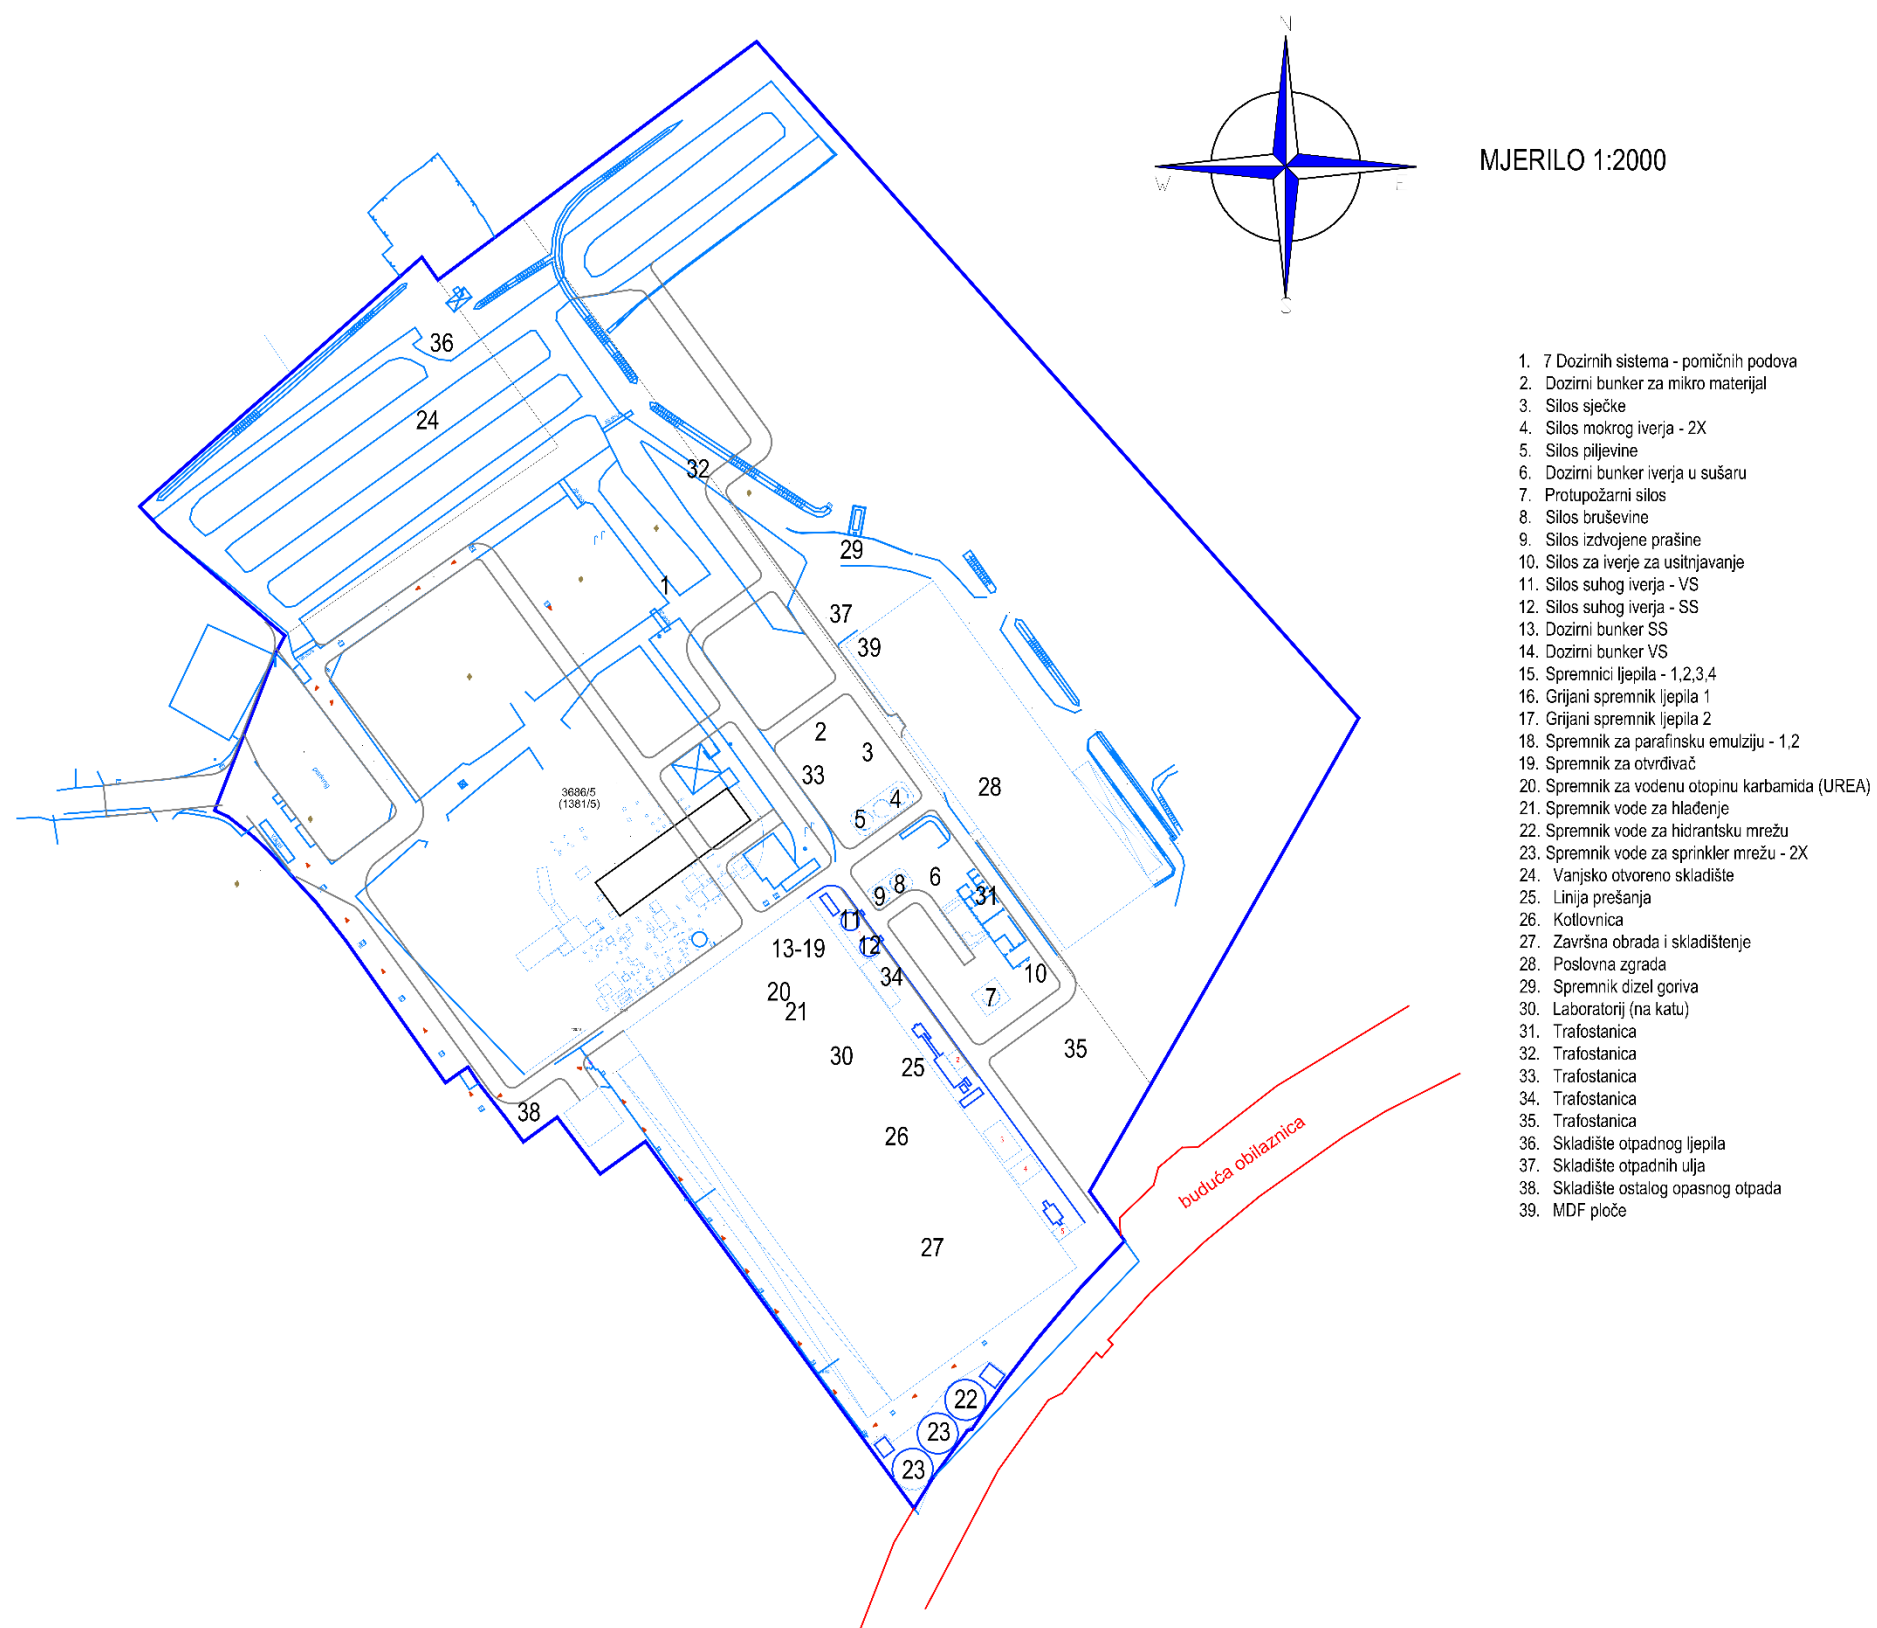 N
W
E
S
MJERILO 1:2000
1. 7 Dozirnih sistema - pomičnih podova
2. Dozirni bunker za mikro materijal
3. Silos sječke
4. Silos mokrog iverja - 2X
5. Silos piljevine
6. Dozirni bunker iverja u sušaru
7. Protupožarni silos
8. Silos bruševine
9. Silos izdvojene prašine
10. Silos za iverje za usitnjavanje
11. Silos suhog iverja - VS
12. Silos suhog iverja - SS
13. Dozirni bunker SS
14. Dozirni bunker VS
15. Spremnici ljepila - 1,2,3,4
16. Grijani spremnik ljepila 1
17. Grijani spremnik ljepila 2
18. Spremnik za parafinsku emulziju - 1,2
19. Spremnik za otvrđivač
20. Spremnik za vodenu otopinu karbamida (UREA)
21. Spremnik vode za hlađenje
22. Spremnik vode za hidrantsku mrežu
23. Spremnik vode za sprinkler mrežu - 2X
24. Vanjsko otvoreno skladište
25. Linija prešanja
26. Kotlovnica
27. Završna obrada i skladištenje
28. Poslovna zgrada
29. Spremnik dizel goriva
30. Laboratorij (na katu)
31. Trafostanica
32. Trafostanica
33. Trafostanica
34. Trafostanica
35. Trafostanica
36. Skladište otpadnog ljepila
37. Skladište otpadnih ulja
38. Skladište ostalog opasnog otpada
39. MDF ploče
36
24
32
29
1
37
39
2
3
33
28
4
5
3686/5
(1381/5)
parking
6
8
9
31
11
12
13-19
34
10
7
20
21
30
25
35
38
26
27
buduća obilaznica
22
23
23